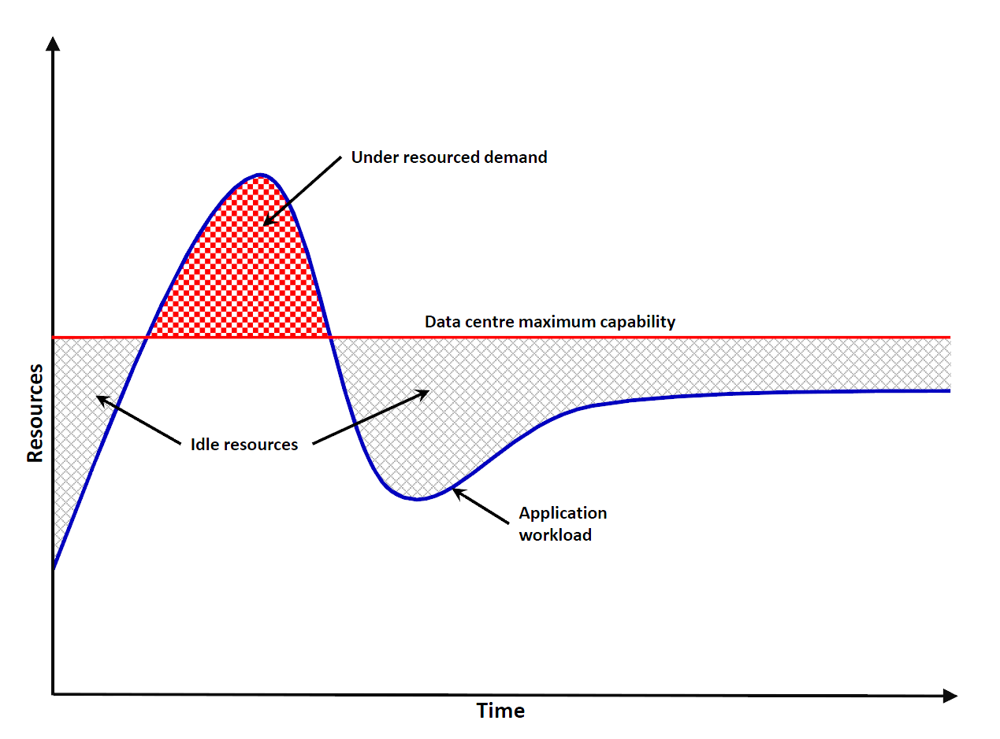 Under resourced demand
Data centre maximum capability
Resources
Idle resources
Application
workload
Time